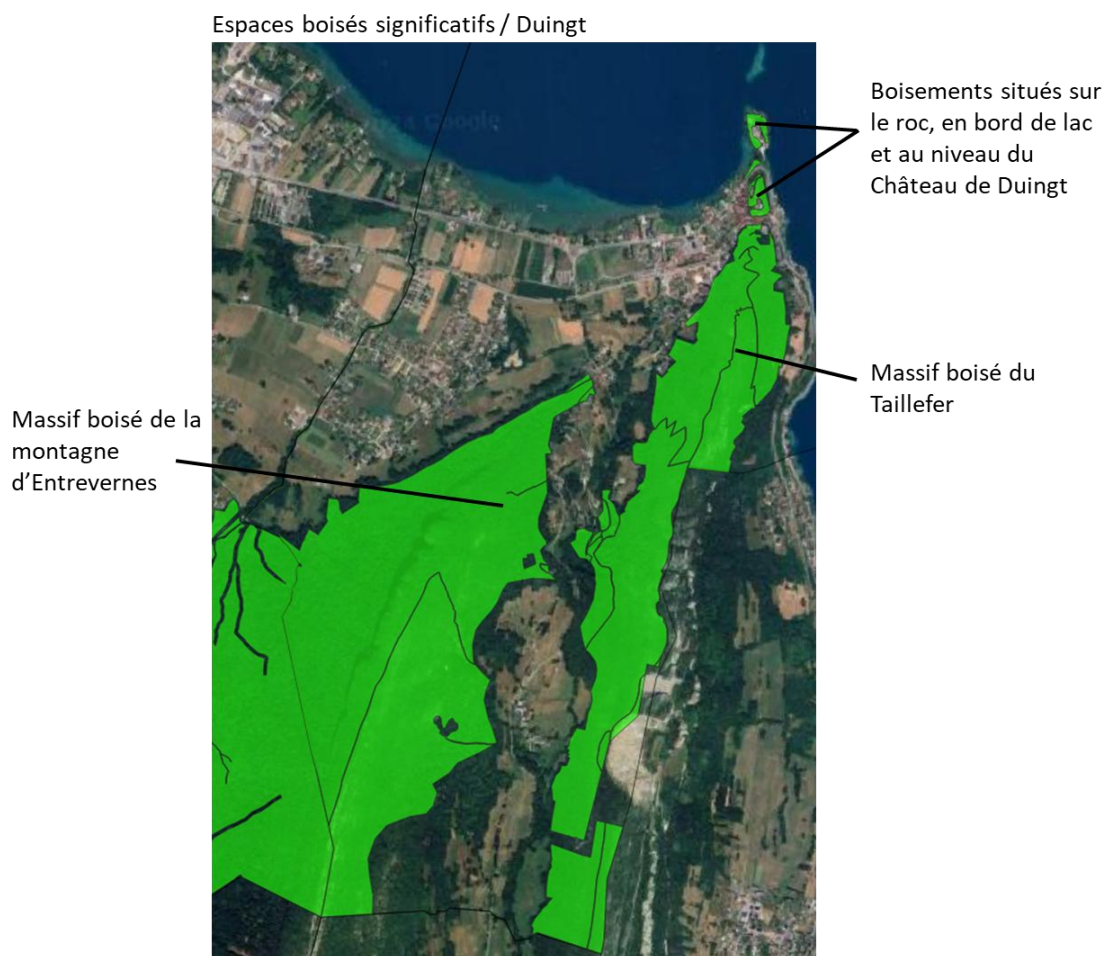 Espaces boisés significatifs / Duingt
Google
Boisements situés sur
le roc, en bord de lac
et au niveau du
Château de Duingt
Massif boisé du
Taillefer
Massif boisé de la
montagne
d’Entrevernes